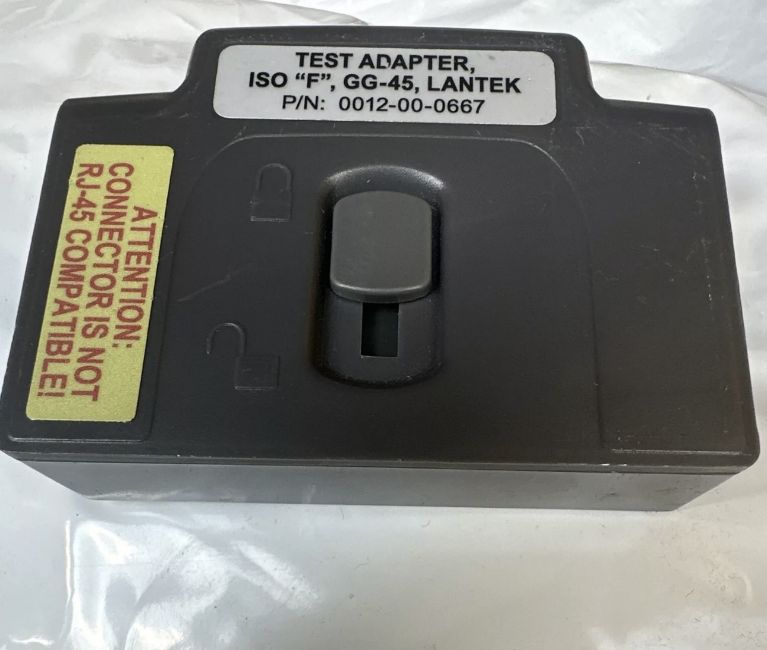 TEST ADAPTER,
ISO “F”, GG-45, LANTEK
P/N: 0012-00-0667
ATTENTION:
CONNECTOR IS NOT
RJ-45 COMPATIBLE!